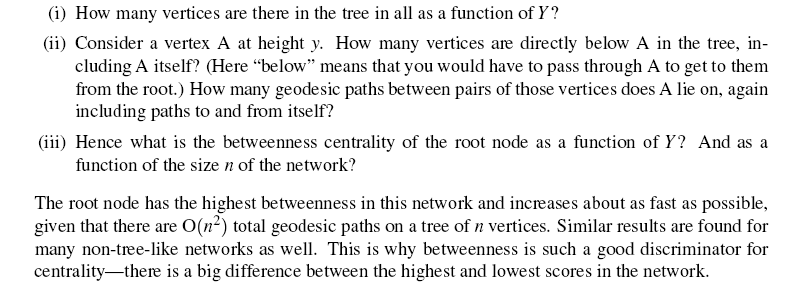 (i) How many vertices are there in the tree in all as a function of Y?
(ii) Consider a vertex A at height y. How many vertices are directly below A in the tree, in-
cluding A itself? (Here “below” means that you would have to pass through A to get to them
from the root.) How many geodesic paths between pairs of those vertices does A lie on, again
including paths to and from itself?
(iii) Hence what is the betweenness centrality of the root node as a function of Y? And as a
function of the size n of the network?
The root node has the highest betweenness in this network and increases about as fast as possible,
given that there are O(n²) total geodesic paths on a tree of n vertices. Similar results are found for
many non-tree-like networks as well. This is why betweenness is such a good discriminator for
centrality—there is a big difference between the highest and lowest scores in the network.